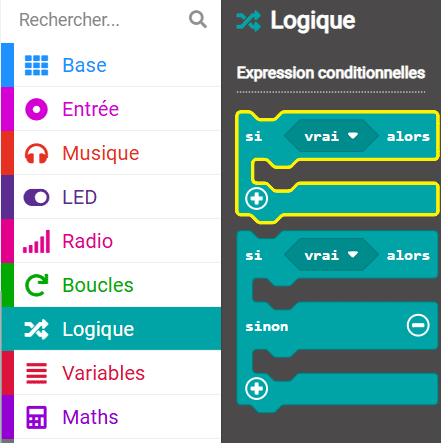 Rechercher...
Base
Entrée
Musique
LED
Radio
Boucles
Logique
Variables
Maths
Logique
Expression conditionnelles
si vrai alors
si vrai alors
sinon